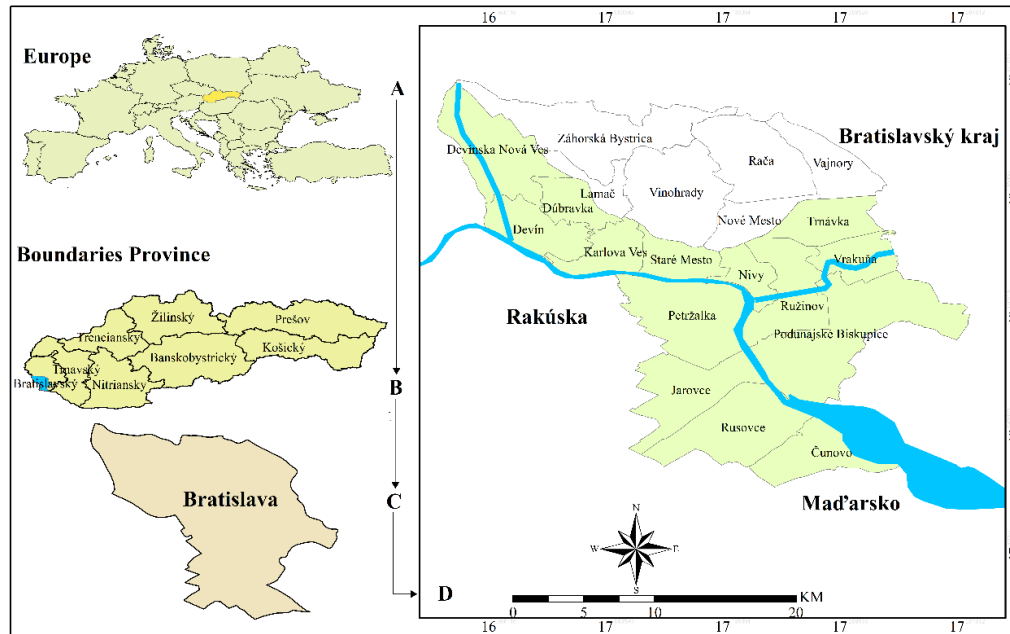 Europe
A
Boundaries Province
Žilinský
Prešov
Trenciansky
Košický
Banskobystrický
Trnavský
Bratislavský
Nitriansky
B
Bratislava
C
16
17
17
17
17
Záhorská Bystrica
Bratislavský kraj
Devínska Nová Ves
Rača
Vajnory
Lamač
Vinohrady
Dúbravka
Nové Mesto
Trnávka
Devín
Karlova Ves
Staré Mesto
Nivy
Vrakuňa
Ružinov
Rakúska
Petržalka
Podunajské Biskupice
Jarovce
Rusovce
Čunovo
Maďarsko
N
W
E
S
D
KM
0
5
10
20
16
17
17
17
17